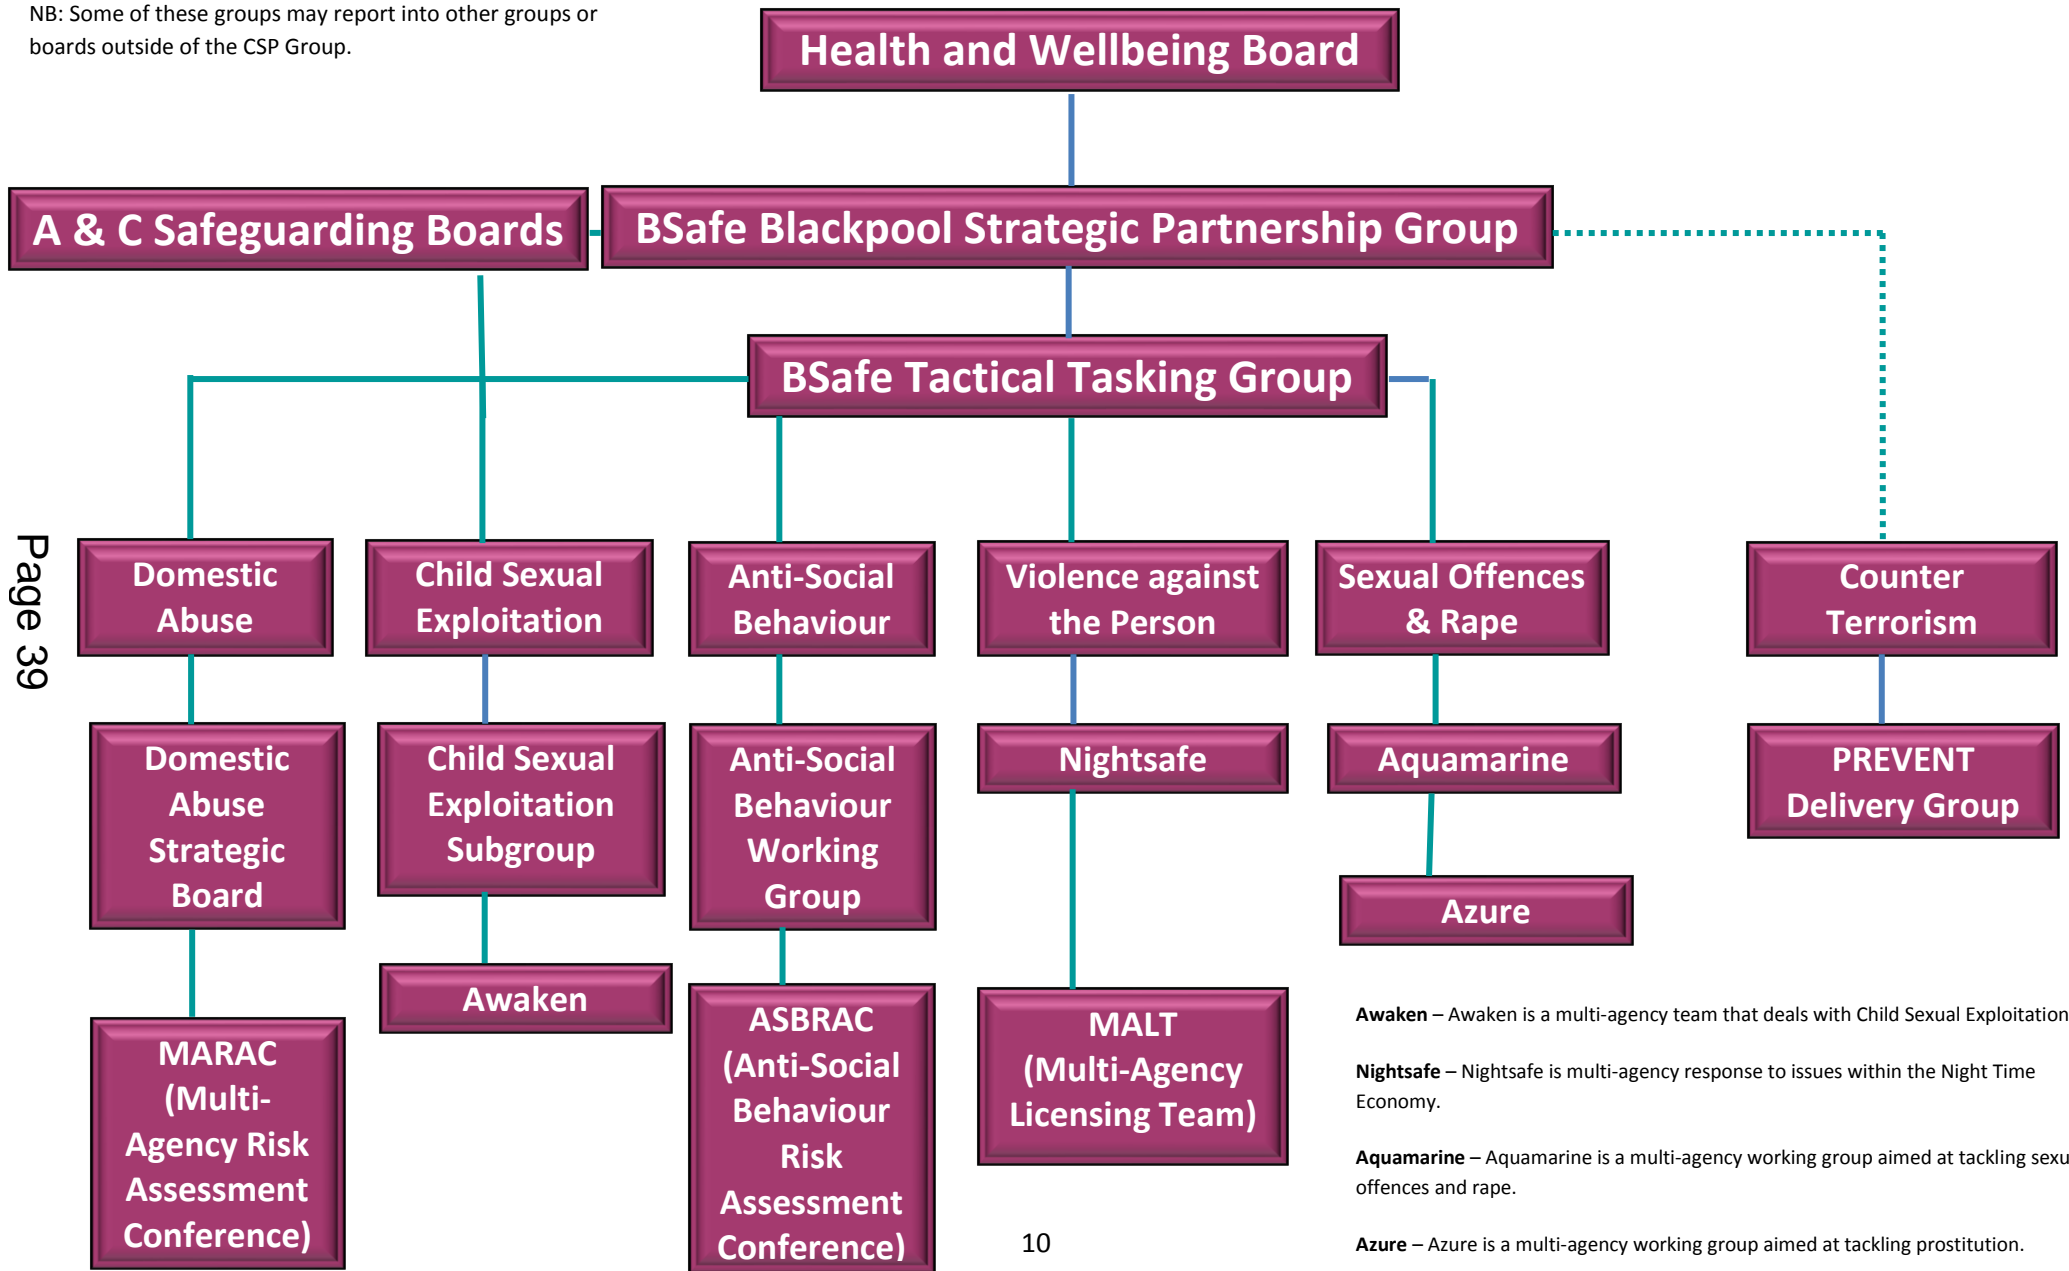 NB: Some of these groups may report into other groups or
boards outside of the CSP Group.
Health and Wellbeing Board
A & C Safeguarding Boards
BSafe Blackpool Strategic Partnership Group
BSafe Tactical Tasking Group
Page 39
Domestic
Abuse
Child Sexual
Exploitation
Anti-Social
Behaviour
Violence against
the Person
Sexual Offences
& Rape
Counter
Terrorism
Domestic
Abuse
Strategic
Board
Child Sexual
Exploitation
Subgroup
Anti-Social
Behaviour
Working
Group
Nightsafe
Aquamarine
PREVENT
Delivery Group
Azure
Awaken
MARAC
(Multi-
Agency Risk
Assessment
Conference)
ASBRAC
(Anti-Social
Behaviour
Risk
Assessment
Conference)
MALT
(Multi-Agency
Licensing Team)
Awaken – Awaken is a multi-agency team that deals with Child Sexual Exploitation
Nightsafe – Nightsafe is multi-agency response to issues within the Night Time
Economy.
Aquamarine – Aquamarine is a multi-agency working group aimed at tackling sexu
offences and rape.
Azure – Azure is a multi-agency working group aimed at tackling prostitution.
10